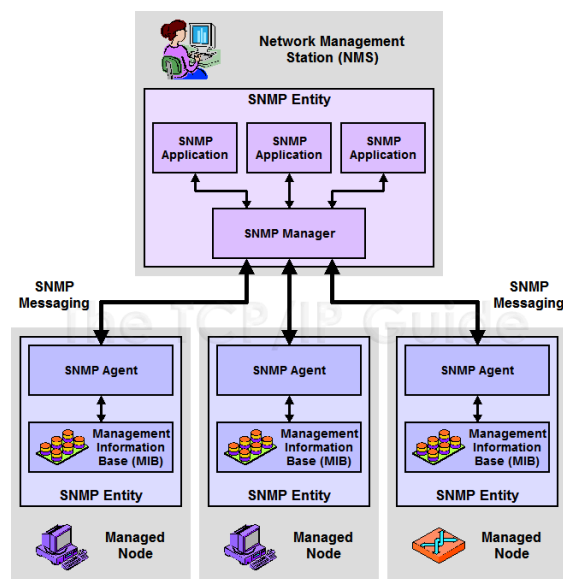 Network Management
Station (NMS)
SNMP Entity
SNMP
Application
SNMP
Application
SNMP
Application
SNMP Manager
SNMP
Messaging
SNMP
Messaging
The TCP/IP Guide
SNMP Agent
Management
Information
Base (MIB)
SNMP Entity
Managed
Node
SNMP Agent
Management
Information
Base (MIB)
SNMP Entity
Managed
Node
SNMP Agent
Management
Information
Base (MIB)
SNMP Entity
Managed
Node